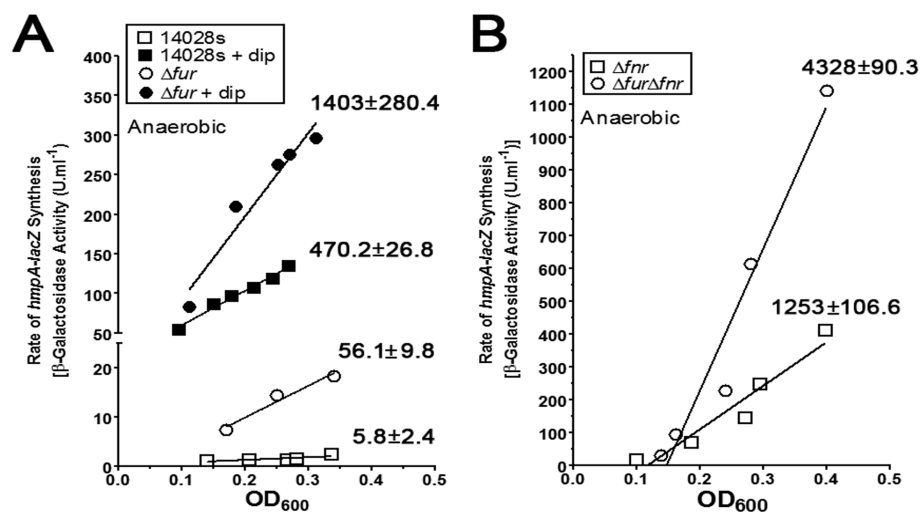 A
14028s
14028s + dip
Δfur
Δfur + dip
Anaerobic
1403±280.4
470.2±26.8
56.1±9.8
5.8±2.4
Rate of hmpA-lacZ Synthesis
[β-Galactosidase Activity (U.ml⁻¹)]
400
350
300
250
200
150
100
50
20
10
0
0.0 0.1 0.2 0.3 0.4 0.5
OD₆₀₀
B
Δfnr
ΔfurΔfnr
Anaerobic
4328±90.3
1253±106.6
Rate of hmpA-lacZ Synthesis
[β-Galactosidase Activity (U.ml⁻¹)]
1200
1100
1000
900
800
700
600
500
400
300
200
100
0
0.0 0.1 0.2 0.3 0.4 0.5
OD₆₀₀